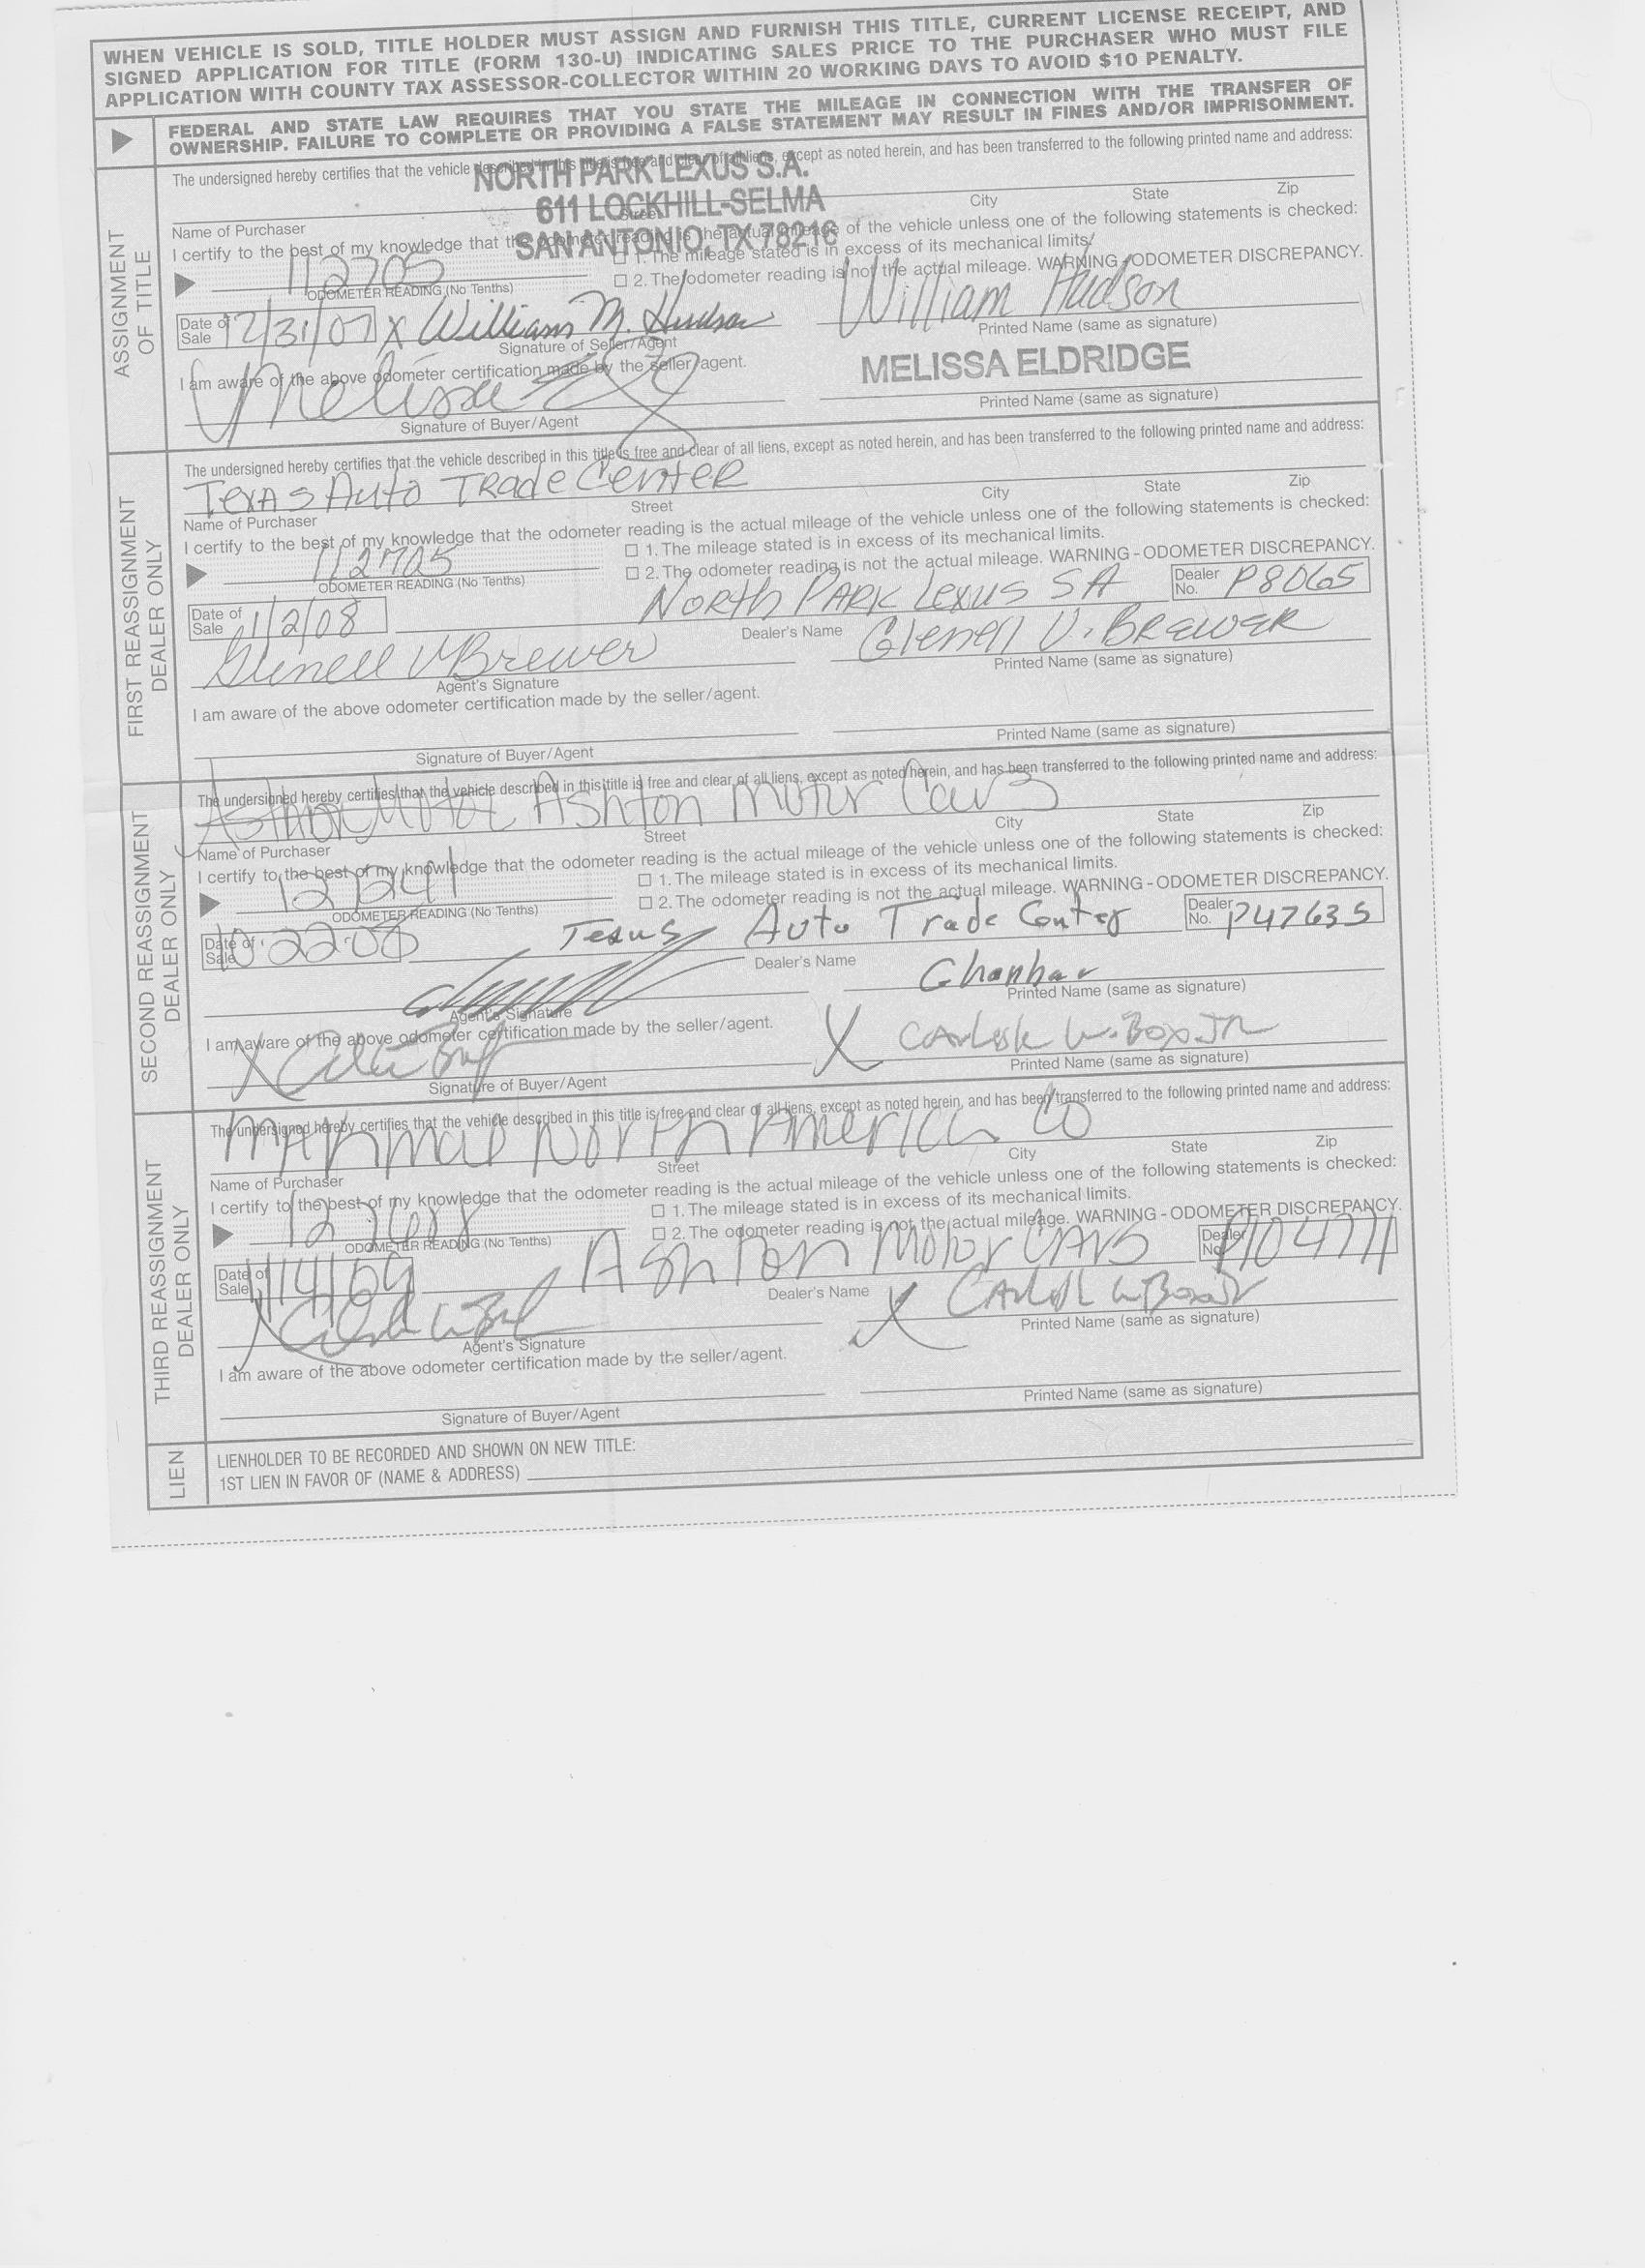 WHEN VEHICLE IS SOLD, TITLE HOLDER MUST ASSIGN AND FURNISH THIS TITLE, CURRENT LICENSE RECEIPT, AND
SIGNED APPLICATION FOR TITLE (FORM 130-U) INDICATING SALES PRICE TO THE PURCHASER WHO MUST FILE
APPLICATION WITH COUNTY TAX ASSESSOR-COLLECTOR WITHIN 20 WORKING DAYS TO AVOID $10 PENALTY.
FEDERAL AND STATE LAW REQUIRES THAT YOU STATE THE MILEAGE IN CONNECTION WITH THE TRANSFER OF
OWNERSHIP. FAILURE TO COMPLETE OR PROVIDING A FALSE STATEMENT MAY RESULT IN FINES AND/OR IMPRISONMENT.
ASSIGNMENT
OF TITLE
The undersigned hereby certifies that the vehicle described in this title is free and clear of all liens, except as noted herein, and has been transferred to the following printed name and address:
NORTH PARK LEXUS S.A.
611 LOCKHILL-SELMA
SAN ANTONIO, TX 78216
Name of Purchaser Street City State Zip
I certify to the best of my knowledge that the odometer reading is the actual mileage of the vehicle unless one of the following statements is checked:
112705
☐ 1. The mileage stated is in excess of its mechanical limits.
ODOMETER READING (No Tenths)
☐ 2. The odometer reading is not the actual mileage. WARNING - ODOMETER DISCREPANCY.
Date of Sale 12/31/07 X William M. Hudson William Hudson
Signature of Seller/Agent Printed Name (same as signature)
I am aware of the above odometer certification made by the seller/agent.
Melissa MELISSA ELDRIDGE
Signature of Buyer/Agent Printed Name (same as signature)
FIRST REASSIGNMENT
DEALER ONLY
The undersigned hereby certifies that the vehicle described in this title is free and clear of all liens, except as noted herein, and has been transferred to the following printed name and address:
Texas Auto Trade Center
Name of Purchaser Street City State Zip
I certify to the best of my knowledge that the odometer reading is the actual mileage of the vehicle unless one of the following statements is checked:
112705
☐ 1. The mileage stated is in excess of its mechanical limits.
ODOMETER READING (No Tenths)
☐ 2. The odometer reading is not the actual mileage. WARNING - ODOMETER DISCREPANCY.
Date of Sale 1/2/08 North Park Lexus SA Dealer No. P8065
Dealer's Name
Glenell V Brewer Glenell V. Brewer
Agent's Signature Printed Name (same as signature)
I am aware of the above odometer certification made by the seller/agent.
Signature of Buyer/Agent Printed Name (same as signature)
SECOND REASSIGNMENT
DEALER ONLY
The undersigned hereby certifies that the vehicle described in this title is free and clear of all liens, except as noted herein, and has been transferred to the following printed name and address:
Ashton Motor Cars
Name of Purchaser Street City State Zip
I certify to the best of my knowledge that the odometer reading is the actual mileage of the vehicle unless one of the following statements is checked:
☐ 1. The mileage stated is in excess of its mechanical limits.
ODOMETER READING (No Tenths)
☐ 2. The odometer reading is not the actual mileage. WARNING - ODOMETER DISCREPANCY.
Date of Sale 10.22.08 Texas Auto Trade Center Dealer No. P47635
Dealer's Name
Ghanbar
Agent's Signature Printed Name (same as signature)
I am aware of the above odometer certification made by the seller/agent.
X X Carlisle W. Box Jr
Signature of Buyer/Agent Printed Name (same as signature)
THIRD REASSIGNMENT
DEALER ONLY
The undersigned hereby certifies that the vehicle described in this title is free and clear of all liens, except as noted herein, and has been transferred to the following printed name and address:
North America Co
Name of Purchaser Street City State Zip
I certify to the best of my knowledge that the odometer reading is the actual mileage of the vehicle unless one of the following statements is checked:
☐ 1. The mileage stated is in excess of its mechanical limits.
ODOMETER READING (No Tenths)
☐ 2. The odometer reading is not the actual mileage. WARNING - ODOMETER DISCREPANCY.
Date of Sale 1/14/09 Ashton Motor Cars Dealer No. P104771
Dealer's Name
X X
Agent's Signature Printed Name (same as signature)
I am aware of the above odometer certification made by the seller/agent.
Signature of Buyer/Agent Printed Name (same as signature)
LIEN
LIENHOLDER TO BE RECORDED AND SHOWN ON NEW TITLE:
1ST LIEN IN FAVOR OF (NAME & ADDRESS)